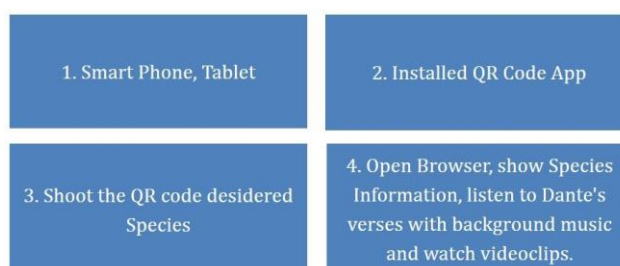 1. Smart Phone, Tablet
2. Installed QR Code App
3. Shoot the QR code desidered
Species
4. Open Browser, show Species
Information, listen to Dante's
verses with background music
and watch videoclips.